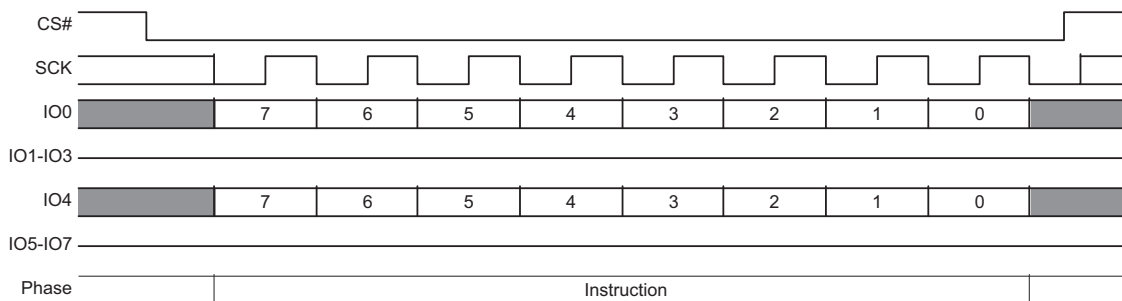 CS#
SCK
IO0 7 6 5 4 3 2 1 0
IO1-IO3
IO4 7 6 5 4 3 2 1 0
IO5-IO7
Phase Instruction